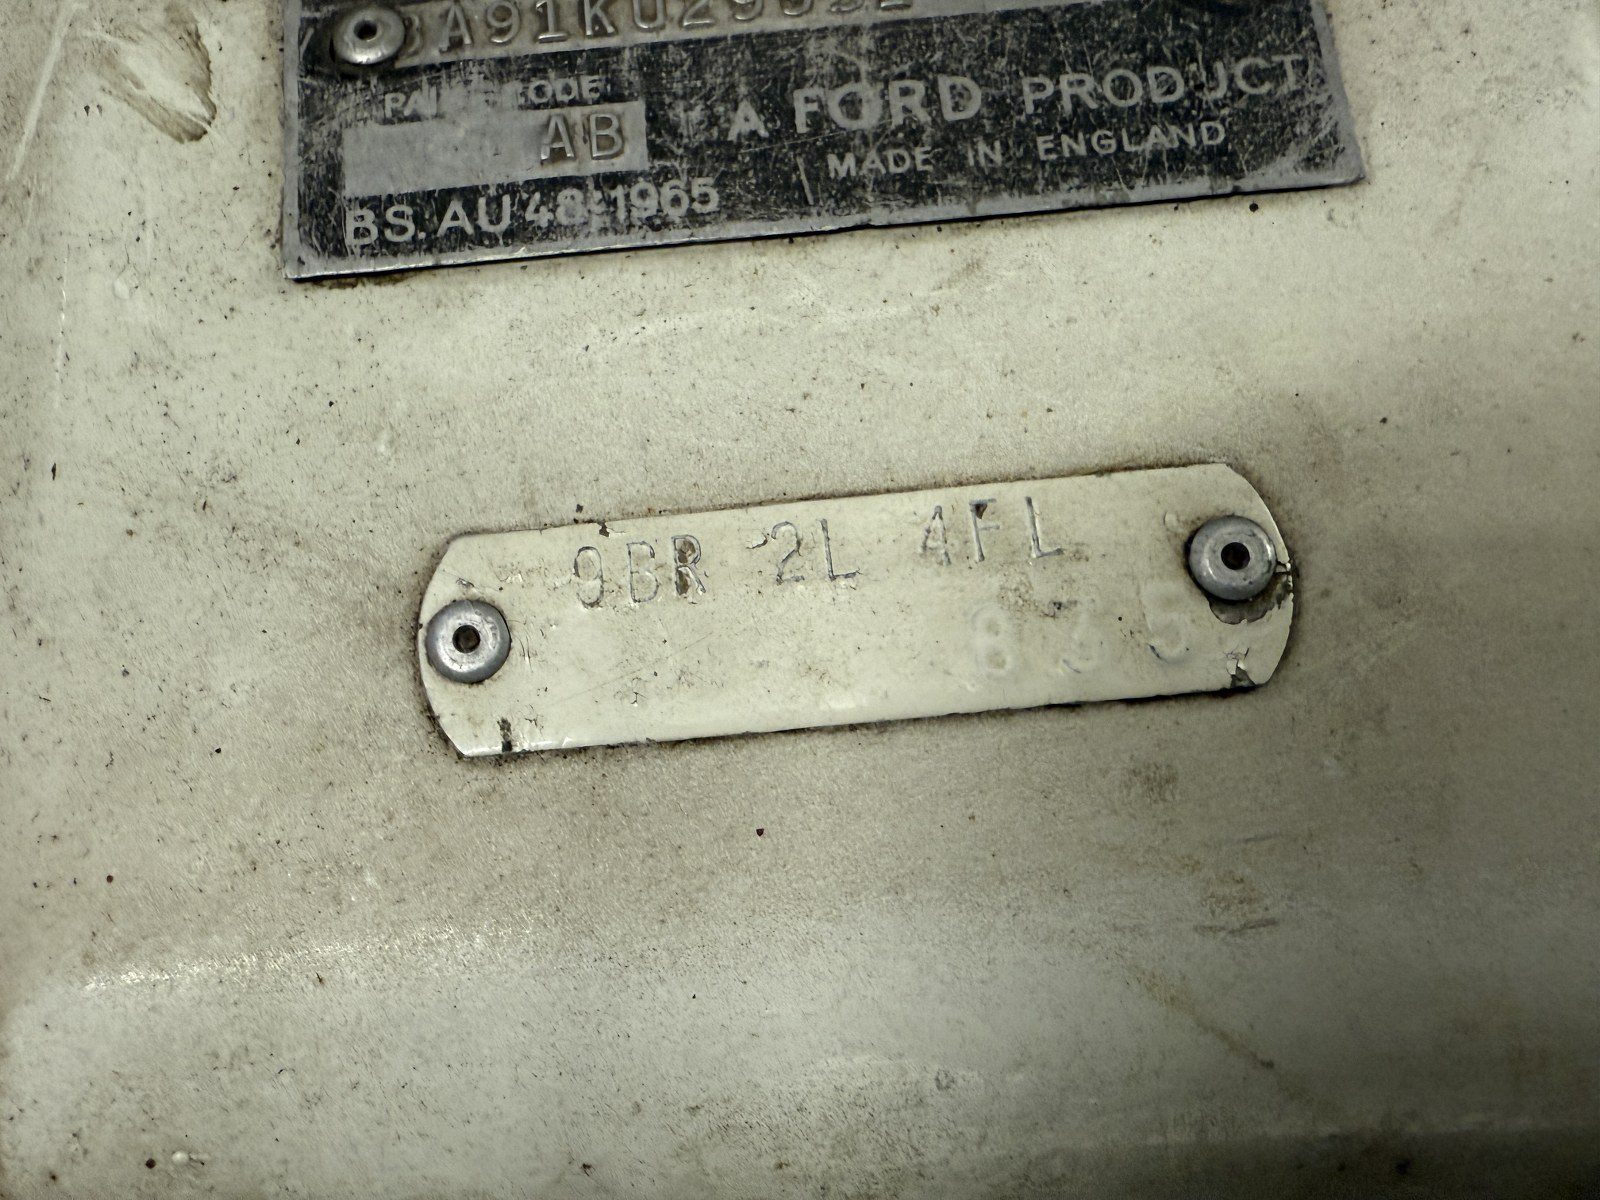 PAINT CODE
AB
A FORD PRODUCT
MADE IN ENGLAND
BS. AU 48:1965
9BR 2L 4FL
835